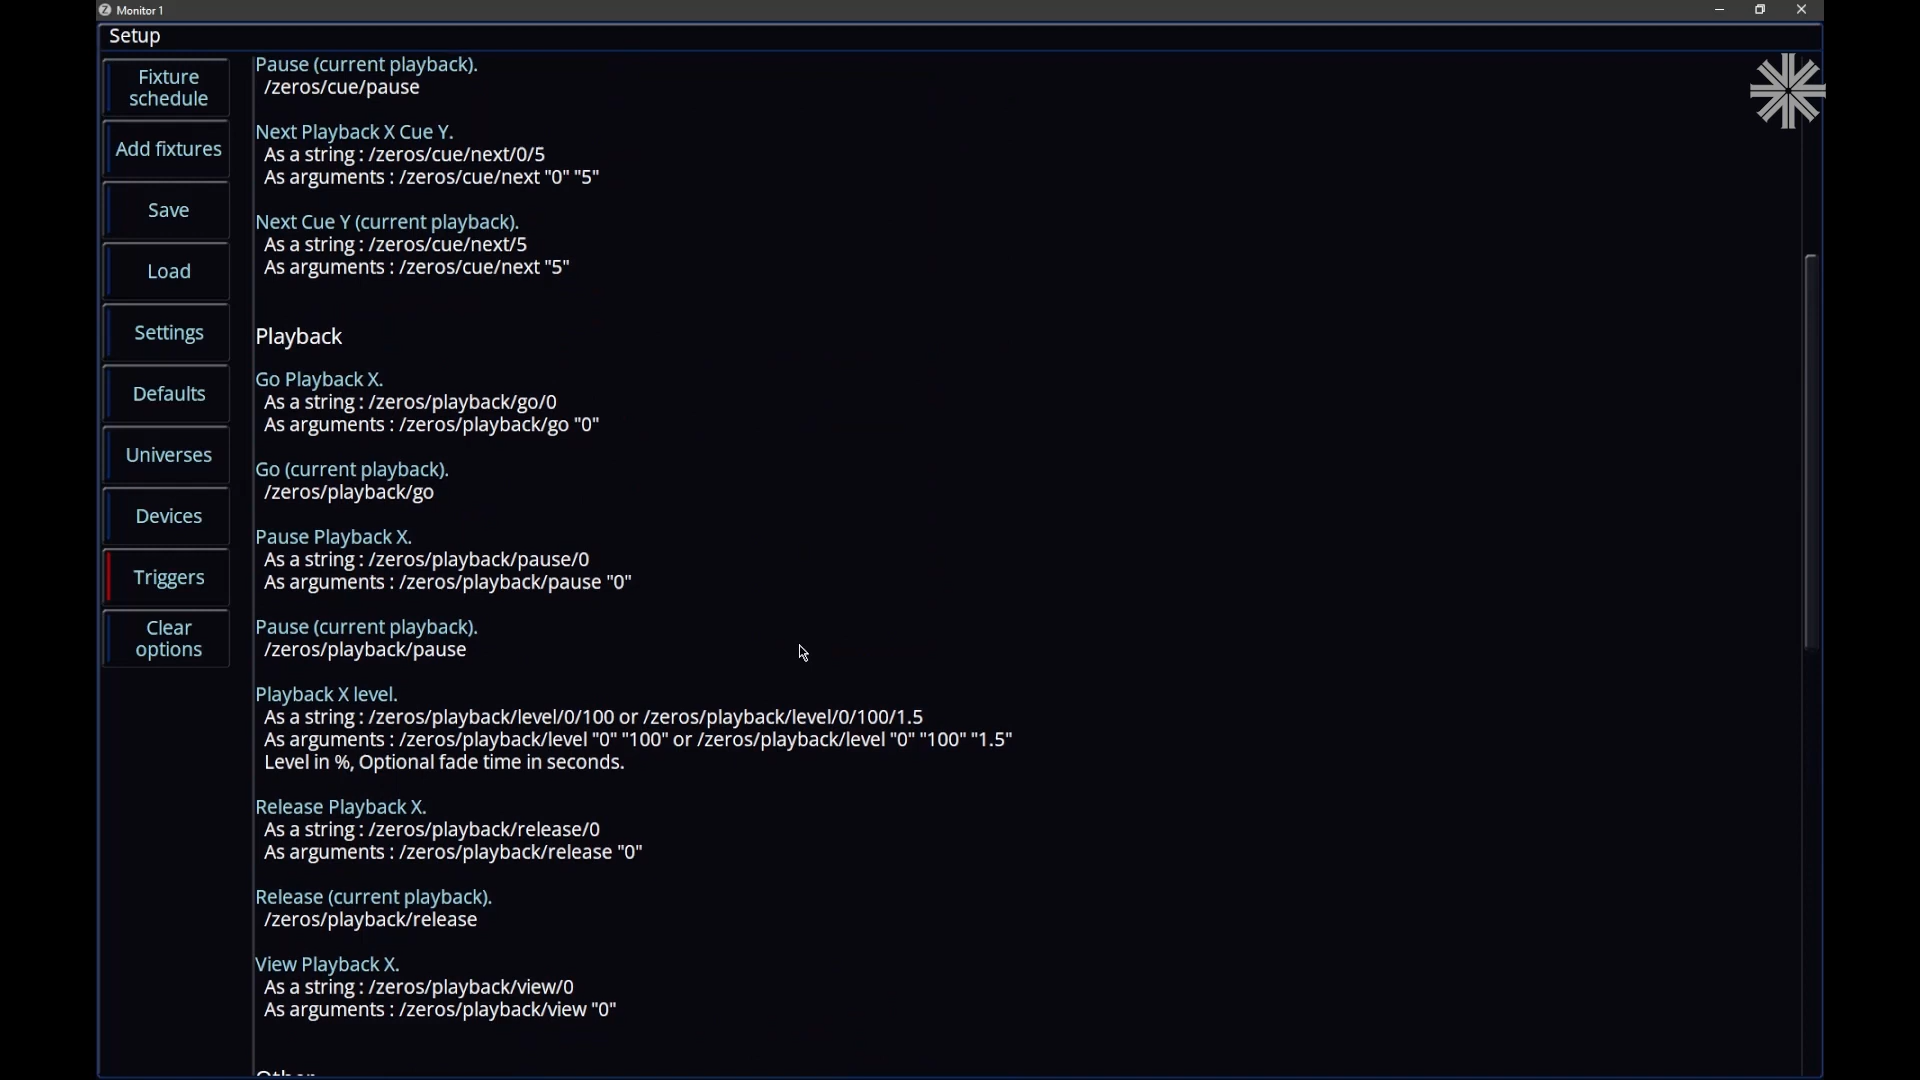 Monitor 1
Setup
Fixture
schedule
Add fixtures
Save
Load
Settings
Defaults
Universes
Devices
Triggers
Clear
options
Pause (current playback).
/zeros/cue/pause
Next Playback X Cue Y.
As a string : /zeros/cue/next/0/5
As arguments : /zeros/cue/next "0" "5"
Next Cue Y (current playback).
As a string : /zeros/cue/next/5
As arguments : /zeros/cue/next "5"
Playback
Go Playback X.
As a string : /zeros/playback/go/0
As arguments : /zeros/playback/go "0"
Go (current playback).
/zeros/playback/go
Pause Playback X.
As a string : /zeros/playback/pause/0
As arguments : /zeros/playback/pause "0"
Pause (current playback).
/zeros/playback/pause
Playback X level.
As a string : /zeros/playback/level/0/100 or /zeros/playback/level/0/100/1.5
As arguments : /zeros/playback/level "0" "100" or /zeros/playback/level "0" "100" "1.5"
Level in %, Optional fade time in seconds.
Release Playback X.
As a string : /zeros/playback/release/0
As arguments : /zeros/playback/release "0"
Release (current playback).
/zeros/playback/release
View Playback X.
As a string : /zeros/playback/view/0
As arguments : /zeros/playback/view "0"